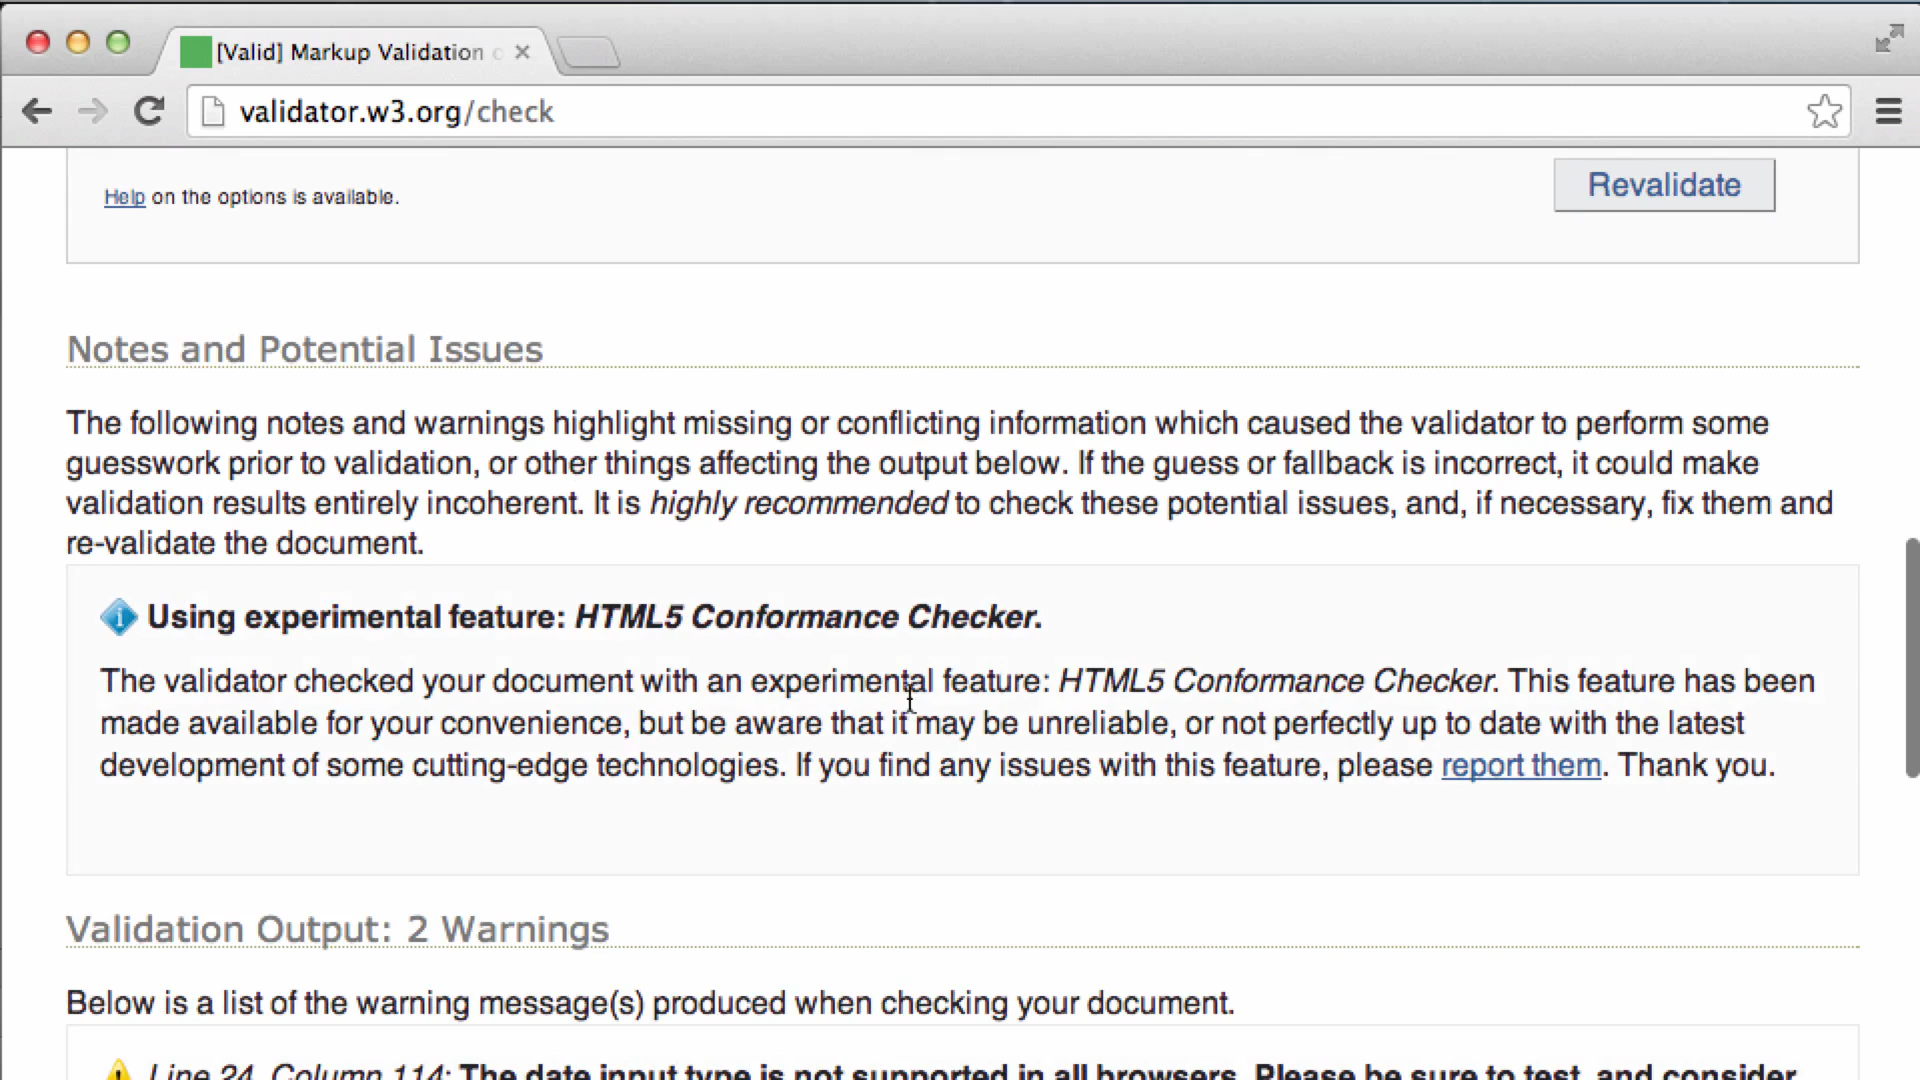 [Valid] Markup Validation
validator.w3.org/check
Help on the options is available.
Revalidate
Notes and Potential Issues
The following notes and warnings highlight missing or conflicting information which caused the validator to perform some
guesswork prior to validation, or other things affecting the output below. If the guess or fallback is incorrect, it could make
validation results entirely incoherent. It is highly recommended to check these potential issues, and, if necessary, fix them and
re-validate the document.
Using experimental feature: HTML5 Conformance Checker.
The validator checked your document with an experimental feature: HTML5 Conformance Checker. This feature has been
made available for your convenience, but be aware that it may be unreliable, or not perfectly up to date with the latest
development of some cutting-edge technologies. If you find any issues with this feature, please report them. Thank you.
Validation Output: 2 Warnings
Below is a list of the warning message(s) produced when checking your document.
Line 24, Column 114: The date input type is not supported in all browsers. Please be sure to test, and consider